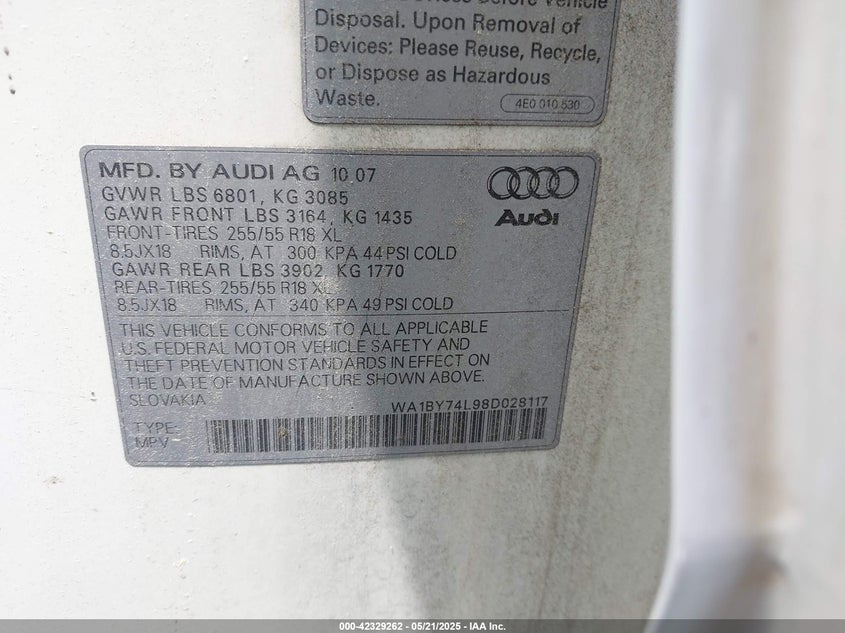 Disposal. Upon Removal of
Devices: Please Reuse, Recycle,
or Dispose as Hazardous
Waste.
4E0 010 530
MFD. BY AUDI AG 10 07
GVWR LBS 6801, KG 3085
GAWR FRONT LBS 3164, KG 1435
FRONT-TIRES 255/55 R18 XL
8.5JX18 RIMS, AT 300 KPA 44 PSI COLD
GAWR REAR LBS 3902, KG 1770
REAR-TIRES 255/55 R18 XL
8.5JX18 RIMS, AT 340 KPA 49 PSI COLD
Audi
THIS VEHICLE CONFORMS TO ALL APPLICABLE
U.S. FEDERAL MOTOR VEHICLE SAFETY AND
THEFT PREVENTION STANDARDS IN EFFECT ON
THE DATE OF MANUFACTURE SHOWN ABOVE.
SLOVAKIA
WA1BY74L98D028117
TYPE:
MPV
000-42329262 - 05/21/2025 - IAA Inc.